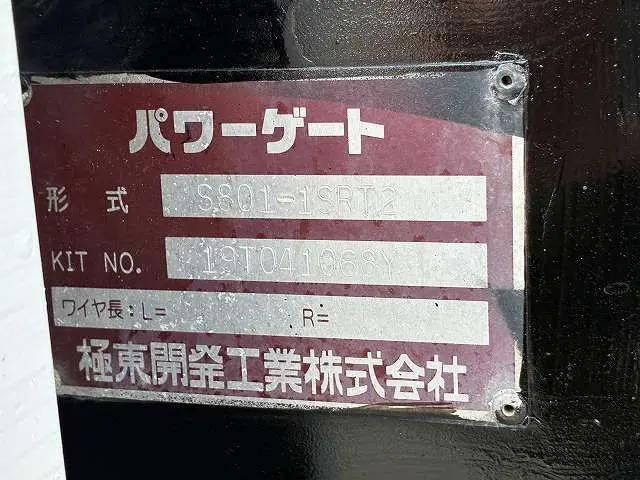 パワーゲート
形 式 S801-1SRT2
KIT NO. 19T041068Y
ワイヤ長:L= R=
極東開発工業株式会社